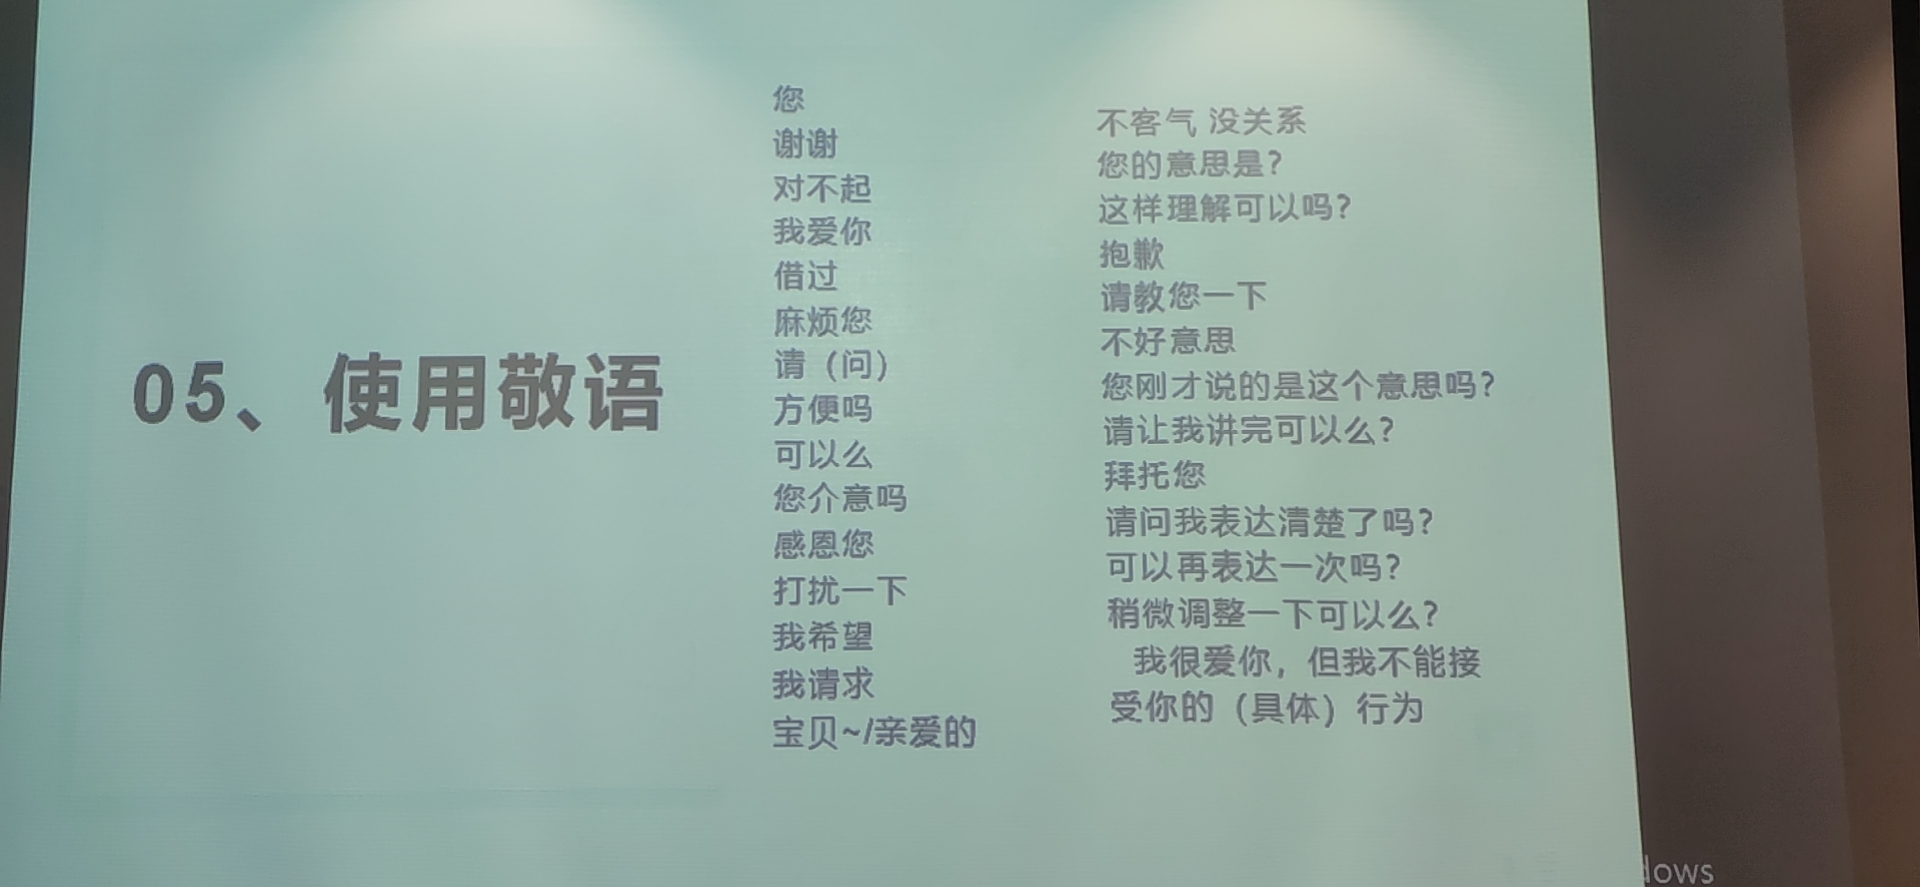 05、使用敬语
您
谢谢
对不起
我爱你
借过
麻烦您
请（问）
方便吗
可以么
您介意吗
感恩您
打扰一下
我希望
我请求
宝贝~/亲爱的
不客气 没关系
您的意思是?
这样理解可以吗?
抱歉
请教您一下
不好意思
您刚才说的是这个意思吗?
请让我讲完可以么?
拜托您
请问我表达清楚了吗?
可以再表达一次吗?
稍微调整一下可以么?
我很爱你，但我不能接
受你的（具体）行为
dows